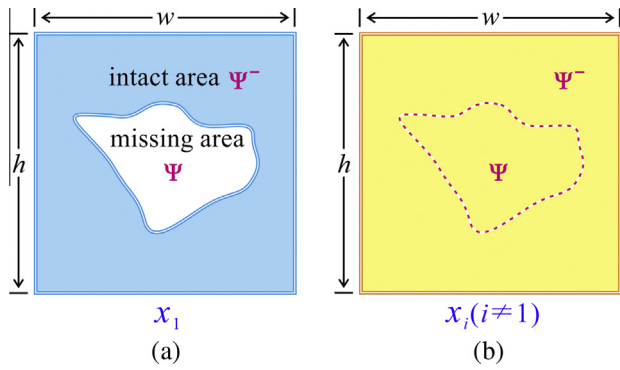 w
intact area Ψ⁻
missing area
Ψ
h
x₁
(a)
w
Ψ⁻
Ψ
h
xᵢ(i≠1)
(b)